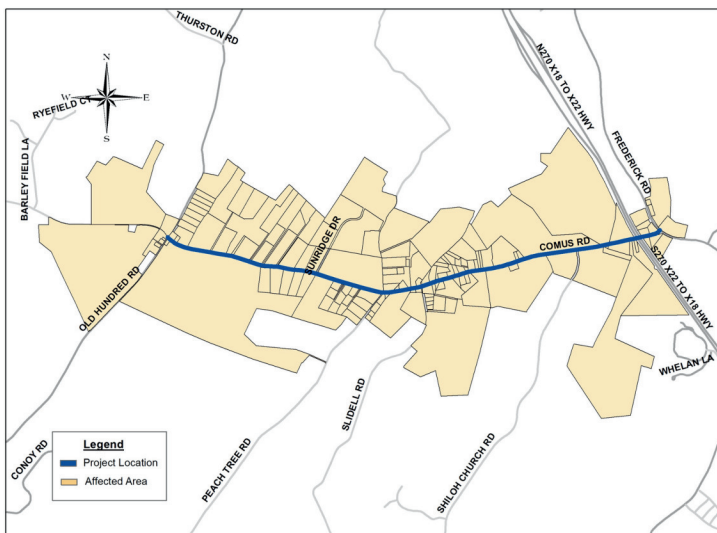 THURSTON RD
N
W
E
S
RYEFIELD CT
BARLEY FIELD LA
N270 X18 TO X22 HWY
FREDERICK RD
SUNRIDGE DR
COMUS RD
S270 X22 TO X18 HWY
OLD HUNDRED RD
WHELAN LA
CONOY RD
PEACH TREE RD
SLIDELL RD
SHILOH CHURCH RD
Legend
Project Location
Affected Area